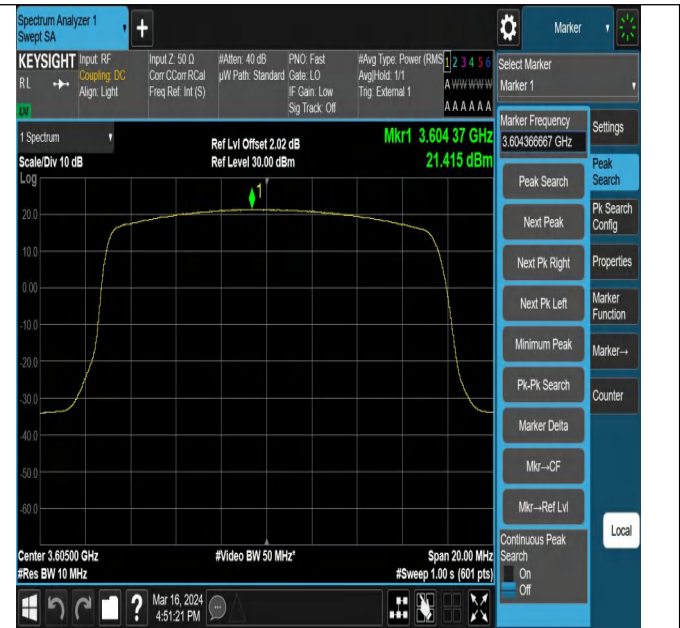 Spectrum Analyzer 1
Swept SA
+
Marker
KEYSIGHT
RL
Input: RF
Coupling: DC
Align: Light
Input Z: 50 Ω
Corr CCorr RCal
Freq Ref: Int (S)
#Atten: 40 dB
µW Path: Standard
PNO: Fast
Gate: LO
IF Gain: Low
Sig Track: Off
#Avg Type: Power (RMS
Avg|Hold: 1/1
Trig: External 1
1 2 3 4 5 6
A W W W W W
A A A A A A
Select Marker
Marker 1
1 Spectrum
Scale/Div 10 dB
Log
Ref Lvl Offset 2.02 dB
Ref Level 30.00 dBm
Mkr1 3.604 37 GHz
21.415 dBm
1
20.0
10.0
0.00
-10.0
-20.0
-30.0
-40.0
-50.0
-60.0
Center 3.60500 GHz
#Res BW 10 MHz
#Video BW 50 MHz*
Span 20.00 MHz
#Sweep 1.00 s (601 pts)
Marker Frequency
3.604366667 GHz
Peak Search
Next Peak
Next Pk Right
Next Pk Left
Minimum Peak
Pk-Pk Search
Marker Delta
Mkr→CF
Mkr→Ref Lvl
Continuous Peak
Search
On
Off
Settings
Peak
Search
Pk Search
Config
Properties
Marker
Function
Marker→
Counter
Local
?
Mar 16, 2024
4:51:21 PM